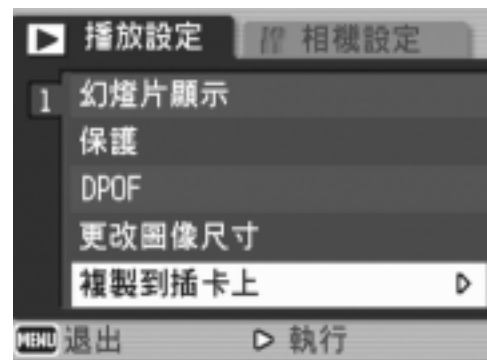 播放設定 相機設定
1 幻燈片顯示
保護
DPOF
更改圖像尺寸
複製到插卡上
MENU 退出 執行